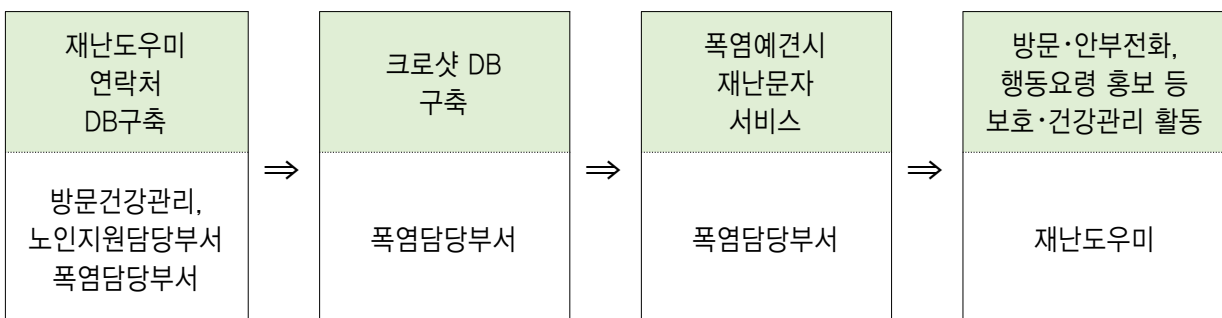 재난도우미
연락처
DB구축
방문건강관리,
노인지원담당부서
폭염담당부서
⇒
크로샷 DB
구축
폭염담당부서
⇒
폭염예견시
재난문자
서비스
폭염담당부서
⇒
방문·안부전화,
행동요령 홍보 등
보호·건강관리 활동
재난도우미